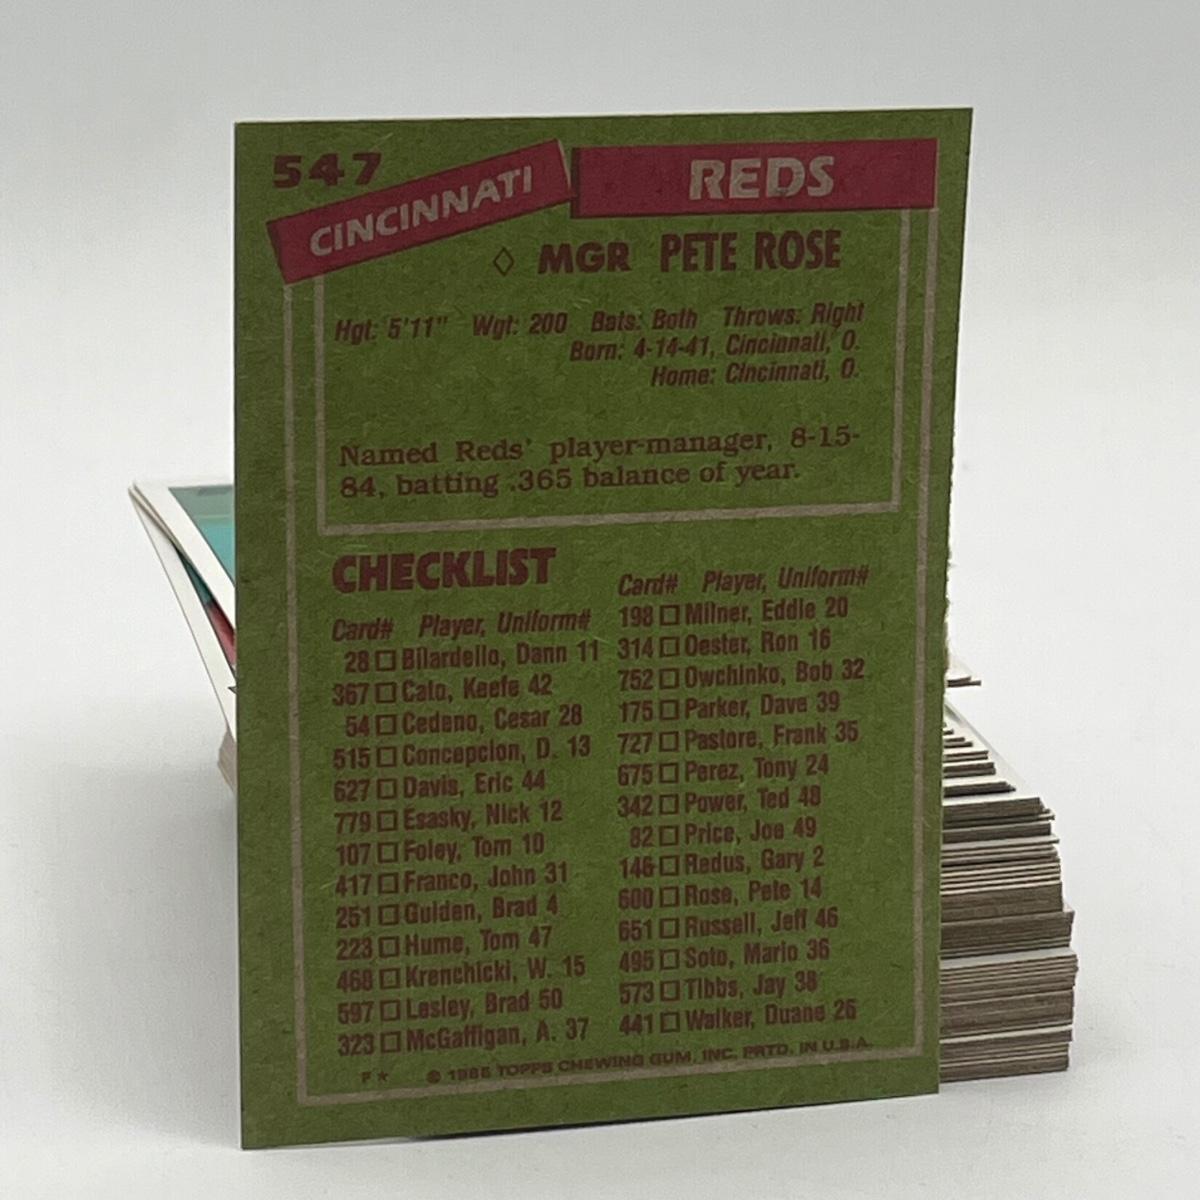 547
CINCINNATI REDS
MGR PETE ROSE
Hgt: 5'11" Wgt: 200 Bats: Both Throws: Right
Born: 4-14-41, Cincinnati, O.
Home: Cincinnati, O.
Named Reds' player-manager, 8-15-
84, batting .365 balance of year.
CHECKLIST
Card# Player, Uniform#
28 Bilardello, Dann 11
367 Cato, Keefe 42
54 Cedeno, Cesar 28
515 Concepcion, D. 13
627 Davis, Eric 44
779 Esasky, Nick 12
107 Foley, Tom 10
417 Franco, John 31
251 Gulden, Brad 4
223 Hume, Tom 47
468 Krenchicki, W. 15
597 Lesley, Brad 50
323 McGaffigan, A. 37
Card# Player, Uniform#
198 Milner, Eddie 20
314 Oester, Ron 16
752 Owchinko, Bob 32
175 Parker, Dave 39
727 Pastore, Frank 35
675 Perez, Tony 24
342 Power, Ted 48
82 Price, Joe 49
146 Redus, Gary 2
600 Rose, Pete 14
651 Russell, Jeff 46
495 Soto, Mario 36
573 Tibbs, Jay 38
441 Walker, Duane 26
F★ © 1985 TOPPS CHEWING GUM, INC. PRTD. IN U.S.A.